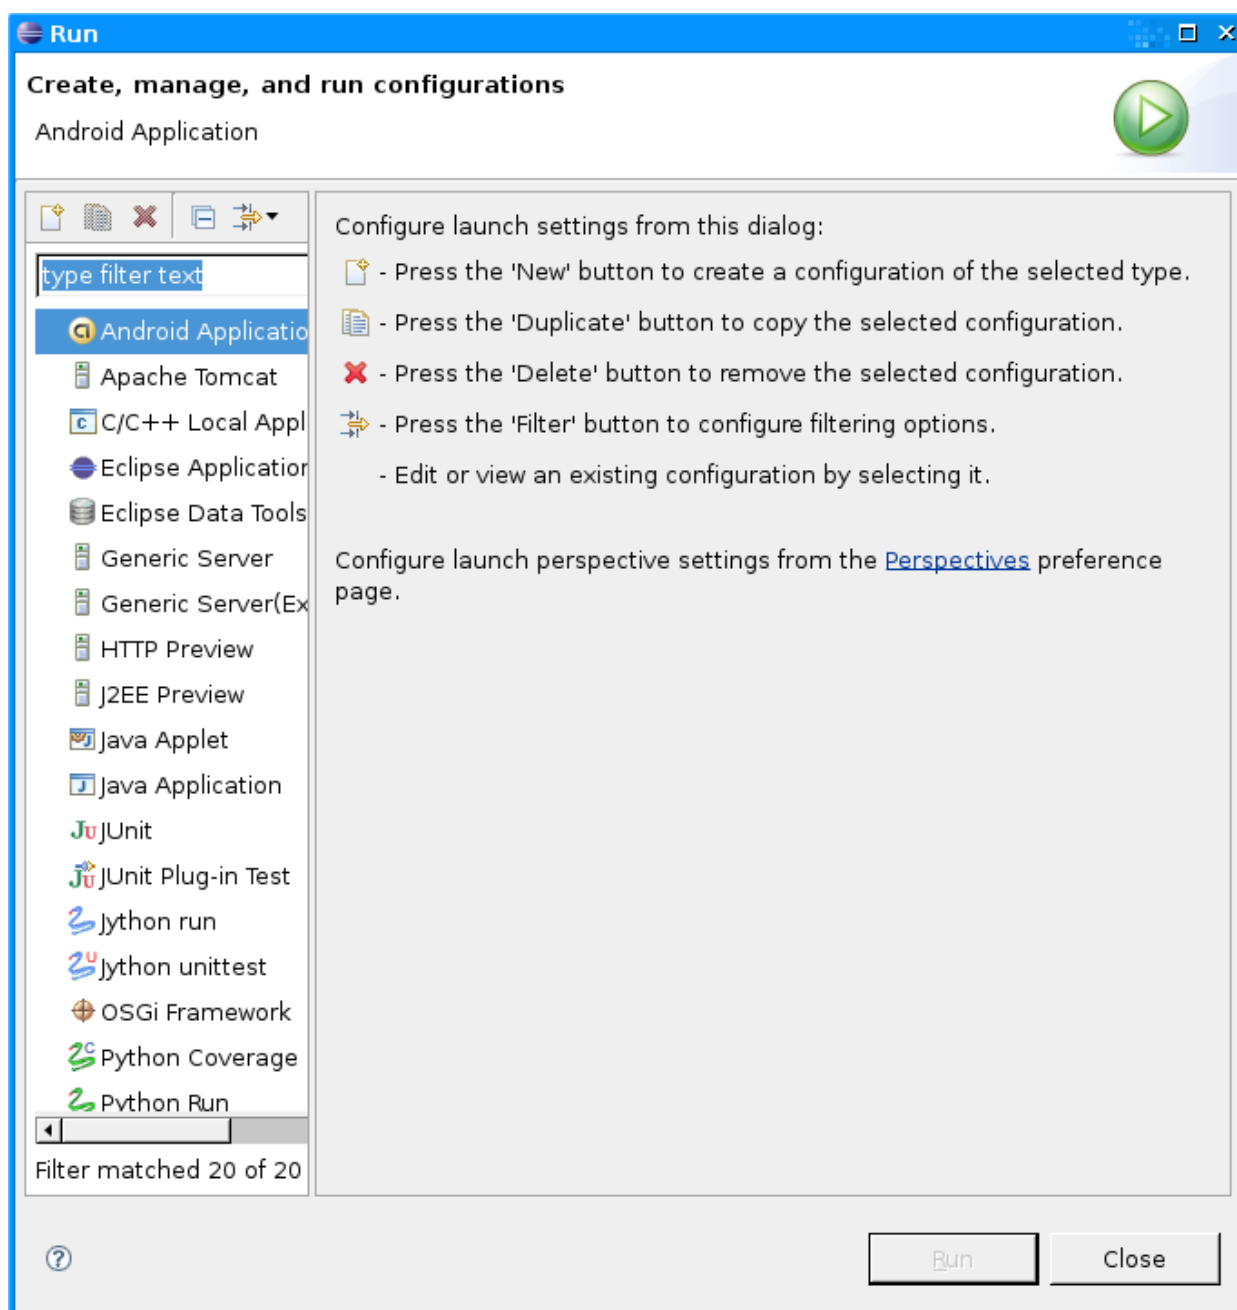 Run
Create, manage, and run configurations
Android Application
type filter text
Android Applicatio
Apache Tomcat
C/C++ Local Appl
Eclipse Application
Eclipse Data Tools
Generic Server
Generic Server(Ex
HTTP Preview
J2EE Preview
Java Applet
Java Application
JUnit
JUnit Plug-in Test
Jython run
Jython unittest
OSGi Framework
Python Coverage
Python Run
Filter matched 20 of 20
Configure launch settings from this dialog:
- Press the 'New' button to create a configuration of the selected type.
- Press the 'Duplicate' button to copy the selected configuration.
- Press the 'Delete' button to remove the selected configuration.
- Press the 'Filter' button to configure filtering options.
- Edit or view an existing configuration by selecting it.
Configure launch perspective settings from the Perspectives preference
page.
Run
Close